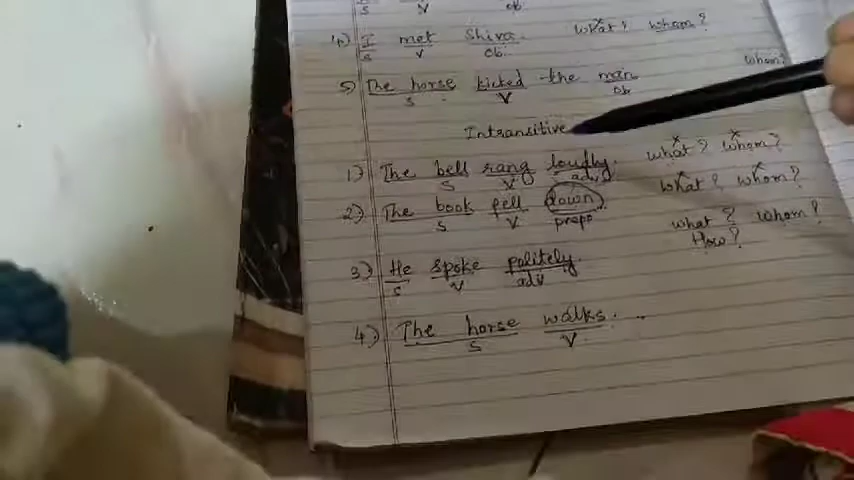 S V ob
4) I met Shiva. what? whom?
S V ob.
whom?
5) The horse kicked the man
S V ob
Intransitive
1) The bell rang loudly. what? whom?
S V adv
2) The book fell down. what? whom?
S V prepo
what? whom?
How?
3) He spoke politely.
S V adv
4) The horse walks.
S V